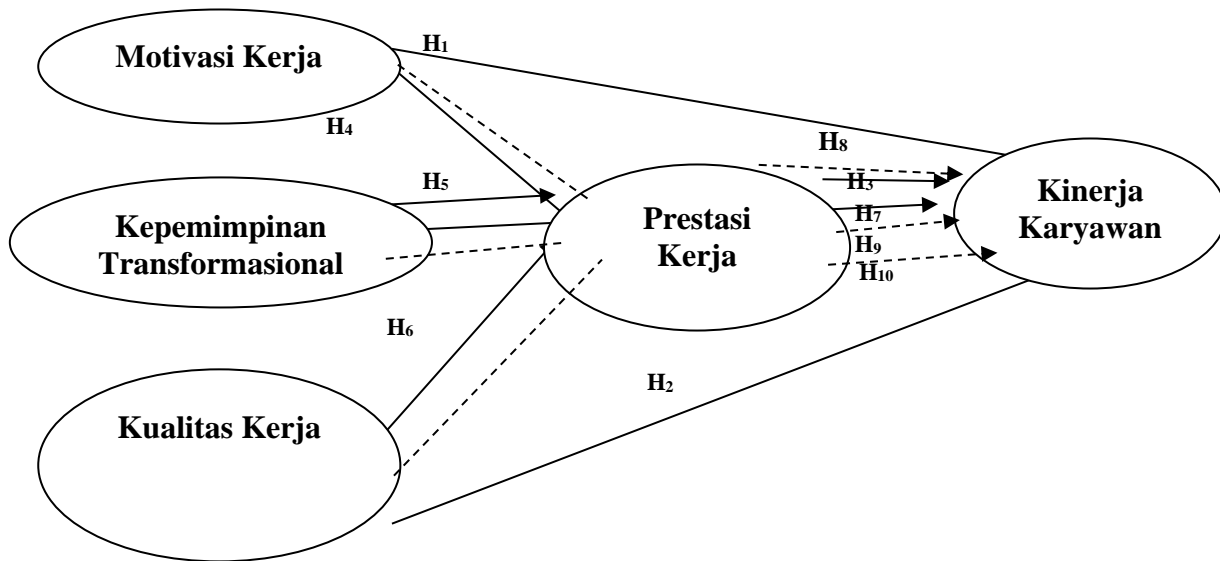 Motivasi Kerja
H1
H4
H8
H5
H3
Kepemimpinan
Transformasional
Prestasi
Kerja
H7
H9
H10
Kinerja
Karyawan
H6
H2
Kualitas Kerja